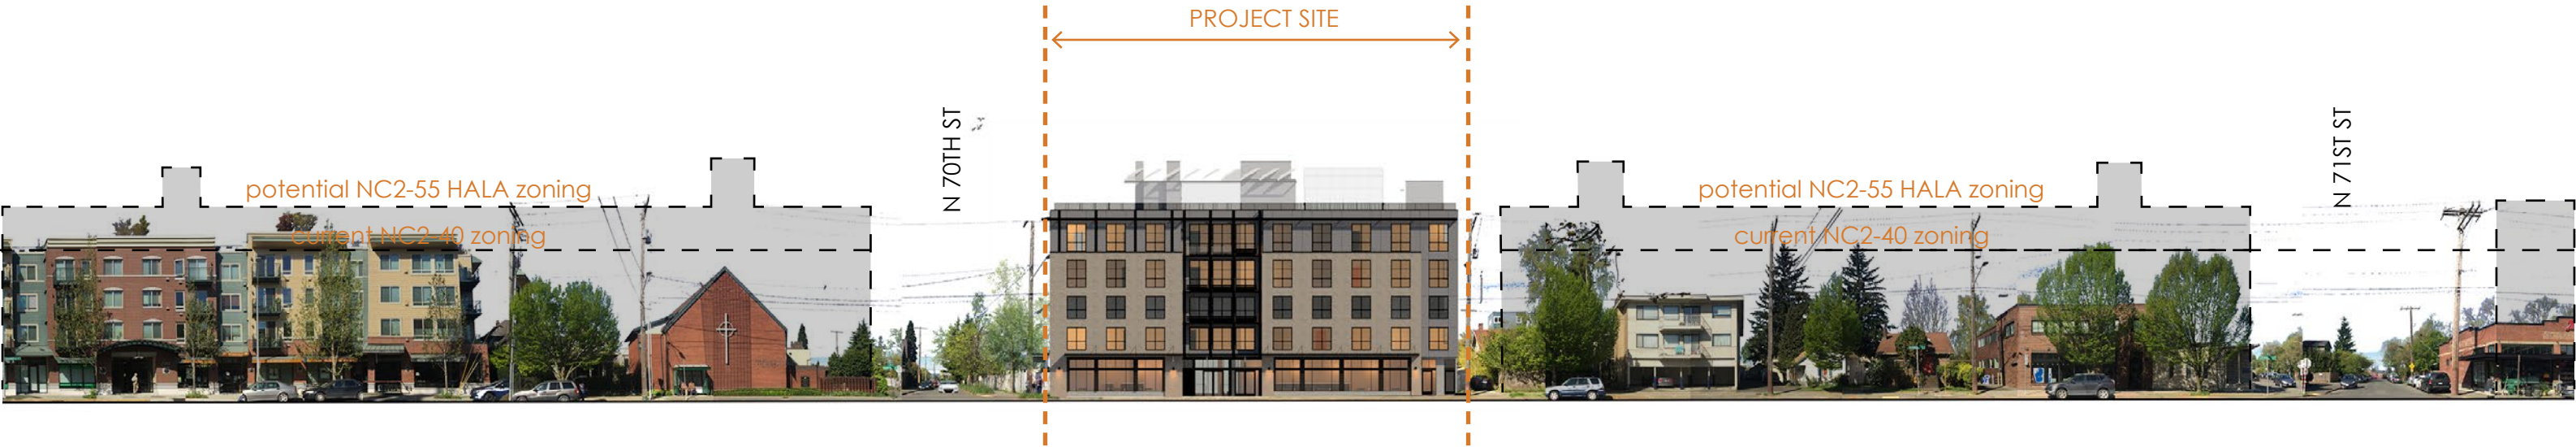 PROJECT SITE
N 70TH ST
N 71ST ST
potential NC2-55 HALA zoning
current NC2-40 zoning
potential NC2-55 HALA zoning
current NC2-40 zoning